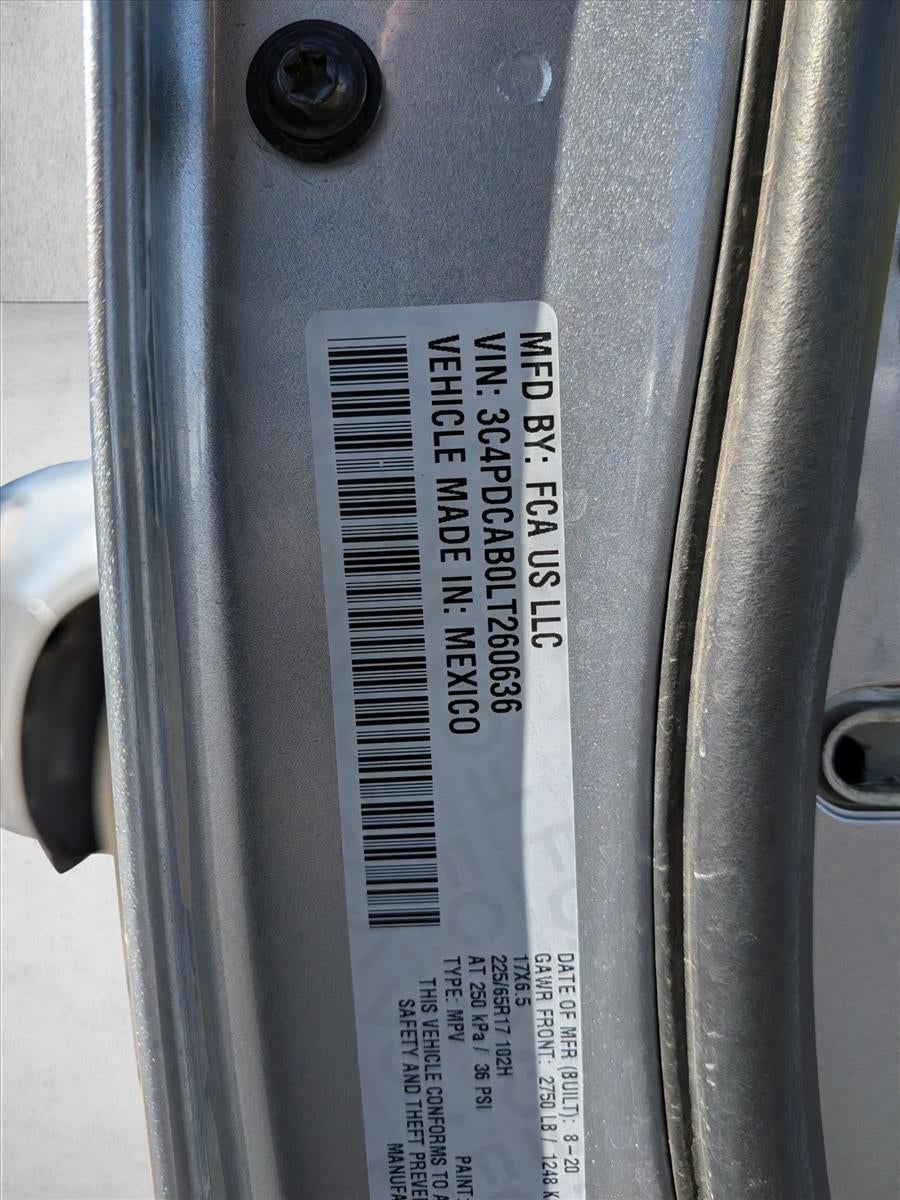 MFD BY: FCA US LLC
VIN: 3C4PDCAB0LT260636
VEHICLE MADE IN: MEXICO
DATE OF MFR (BUILT): 8-20
GAWR FRONT: 2750 LB / 1248 K
17X6.5
225/65R17 102H
AT 250 kPa / 36 PSI
TYPE: MPV PAINT:
THIS VEHICLE CONFORMS TO A
SAFETY AND THEFT PREVE
MANUFA